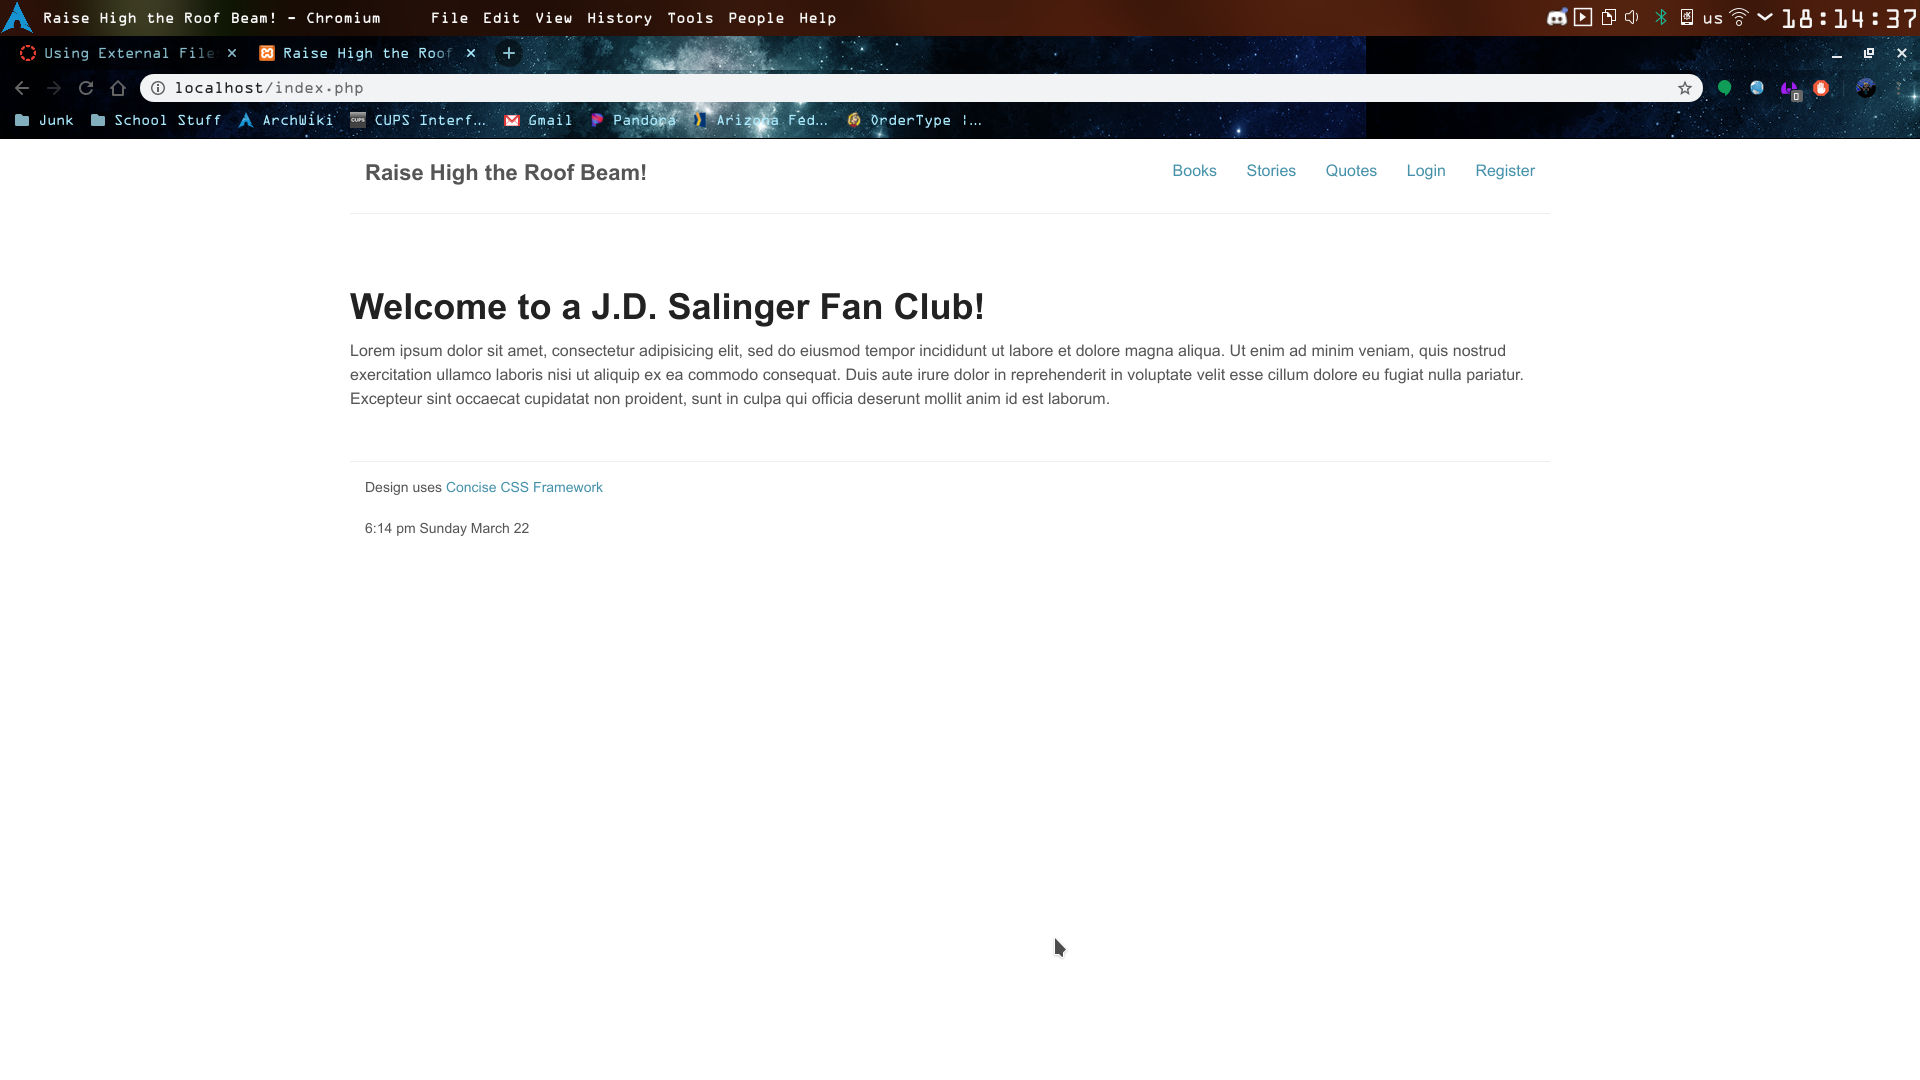 Raise High the Roof Beam! – Chromium File Edit View History Tools People Help us 18:14:37
Using External File Raise High the Roof
localhost/index.php
Junk School Stuff ArchWiki CUPS Interf... Gmail Pandora Arizona Fed... OrderType |...
Raise High the Roof Beam! Books Stories Quotes Login Register
Welcome to a J.D. Salinger Fan Club!
Lorem ipsum dolor sit amet, consectetur adipisicing elit, sed do eiusmod tempor incididunt ut labore et dolore magna aliqua. Ut enim ad minim veniam, quis nostrud
exercitation ullamco laboris nisi ut aliquip ex ea commodo consequat. Duis aute irure dolor in reprehenderit in voluptate velit esse cillum dolore eu fugiat nulla pariatur.
Excepteur sint occaecat cupidatat non proident, sunt in culpa qui officia deserunt mollit anim id est laborum.
Design uses Concise CSS Framework
6:14 pm Sunday March 22